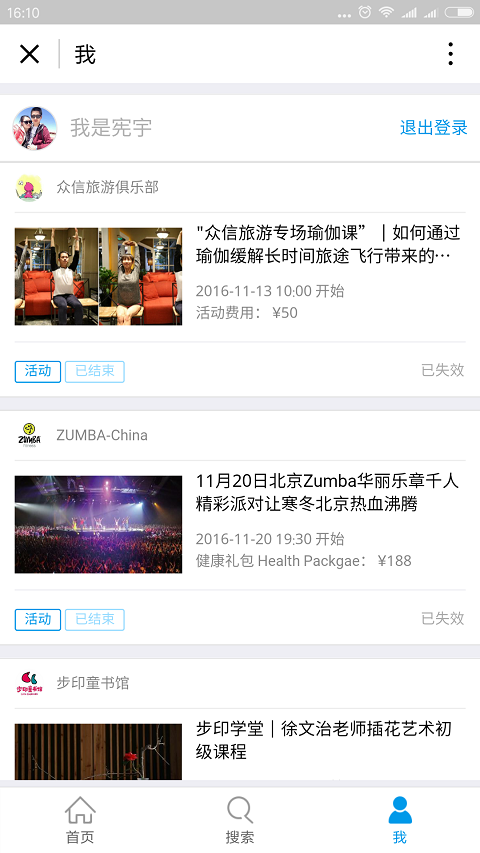 16:10
我
我是宪宇
退出登录
众信旅游俱乐部
"众信旅游专场瑜伽课”｜如何通过
瑜伽缓解长时间旅途飞行带来的…
2016-11-13 10:00 开始
活动费用： ¥50
活动
已结束
已失效
ZUMBA
ZUMBA-China
11月20日北京Zumba华丽乐章千人
精彩派对让寒冬北京热血沸腾
2016-11-20 19:30 开始
健康礼包 Health Packgae： ¥188
活动
已结束
已失效
步印童书馆
步印童书馆
步印学堂｜徐文治老师插花艺术初
级课程
首页
搜索
我